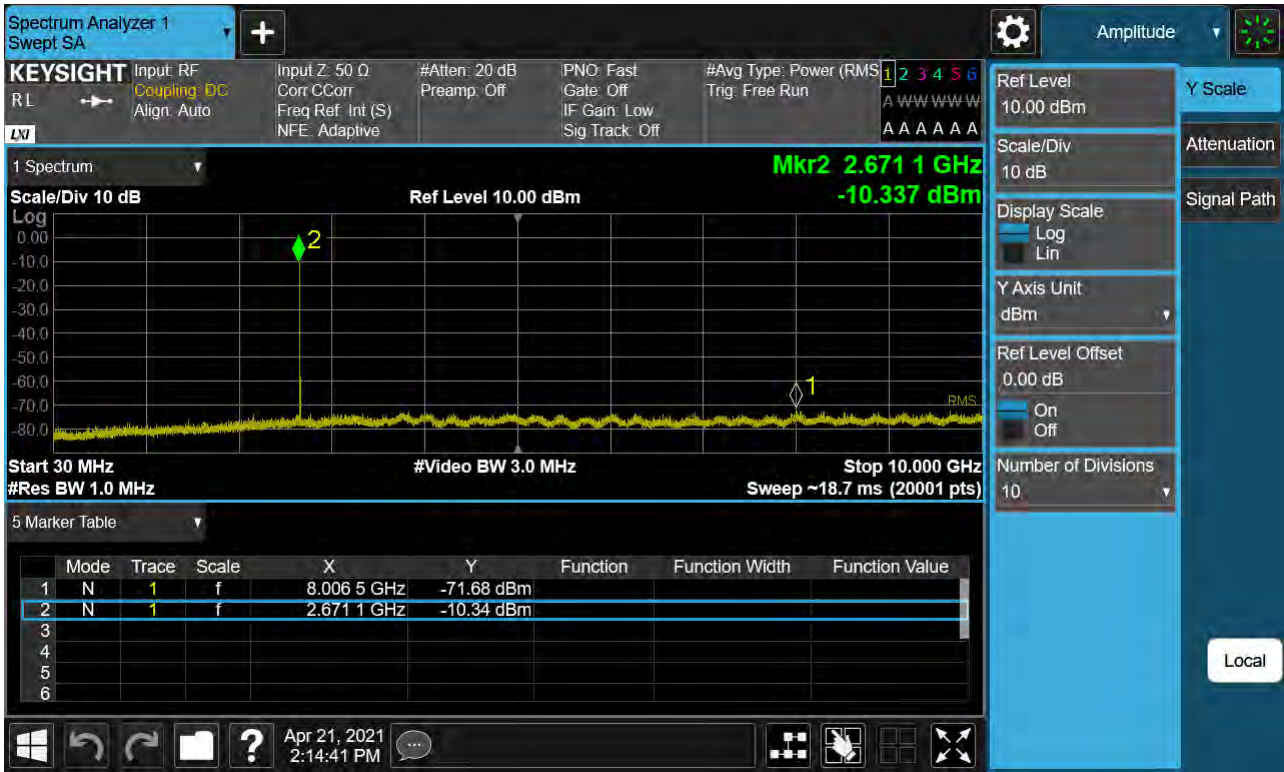 Spectrum Analyzer 1
Swept SA
Amplitude
KEYSIGHT
RL
LXI
Input: RF
Coupling: DC
Align: Auto
Input Z: 50 Ω
Corr CCorr
Freq Ref: Int (S)
NFE: Adaptive
#Atten: 20 dB
Preamp: Off
PNO: Fast
Gate: Off
IF Gain: Low
Sig Track: Off
#Avg Type: Power (RMS
Trig: Free Run
1 2 3 4 5 6
A W W W W W
A A A A A A
1 Spectrum
Mkr2 2.671 1 GHz
-10.337 dBm
Scale/Div 10 dB
Ref Level 10.00 dBm
Log
0.00
-10.0
-20.0
-30.0
-40.0
-50.0
-60.0
-70.0
-80.0
2
1
RMS
Start 30 MHz
#Video BW 3.0 MHz
Stop 10.000 GHz
#Res BW 1.0 MHz
Sweep ~18.7 ms (20001 pts)
5 Marker Table
Mode Trace Scale X Y Function Function Width Function Value
1 N 1 f 8.006 5 GHz -71.68 dBm
2 N 1 f 2.671 1 GHz -10.34 dBm
3
4
5
6
Ref Level
10.00 dBm
Scale/Div
10 dB
Display Scale
Log
Lin
Y Axis Unit
dBm
Ref Level Offset
0.00 dB
On
Off
Number of Divisions
10
Y Scale
Attenuation
Signal Path
Local
Apr 21, 2021
2:14:41 PM